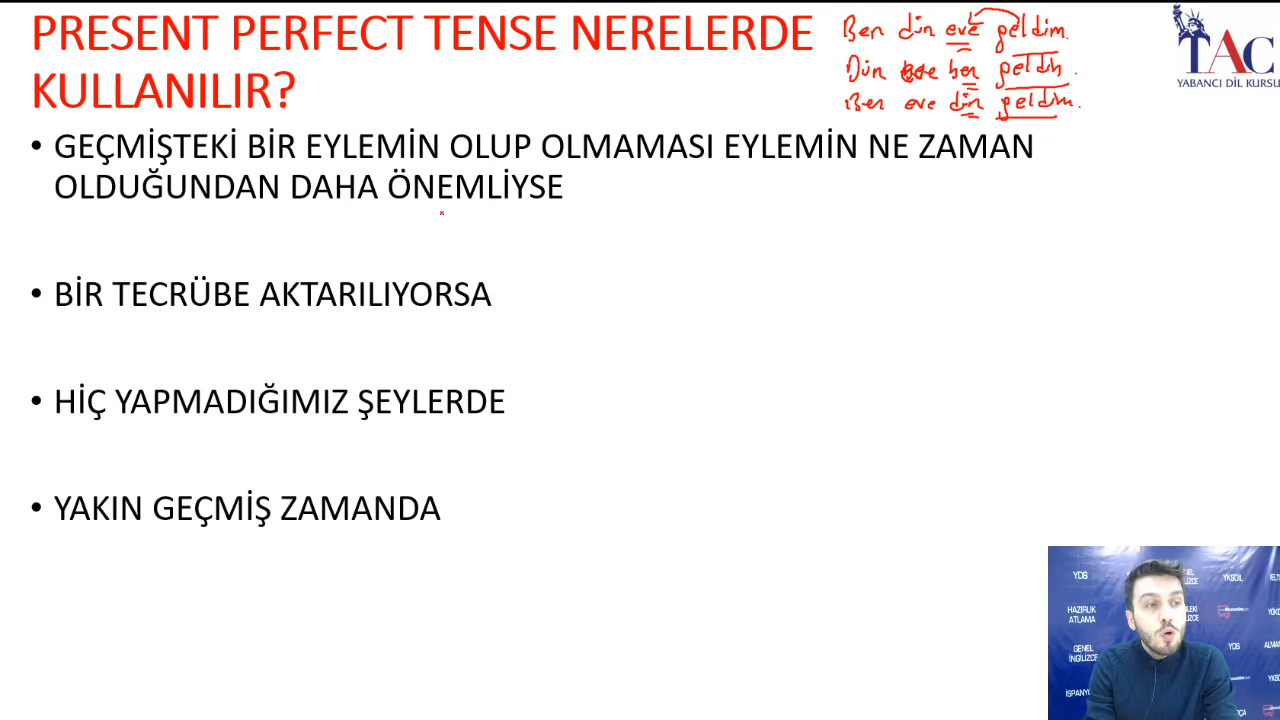 PRESENT PERFECT TENSE NERELERDE
KULLANILIR?
Ben dün eve geldim.
Dün ben geldim.
Ben eve dün geldim.
TAC
YABANCI DİL KURSU
• GEÇMİŞTEKİ BİR EYLEMİN OLUP OLMAMASI EYLEMİN NE ZAMAN
OLDUĞUNDAN DAHA ÖNEMLİYSE
• BİR TECRÜBE AKTARILIYORSA
• HİÇ YAPMADIĞIMIZ ŞEYLERDE
• YAKIN GEÇMİŞ ZAMANDA
YDS
YKSDİL
HAZIRLIK
ATLAMA
GENEL
İNGİLİZCE
YDS